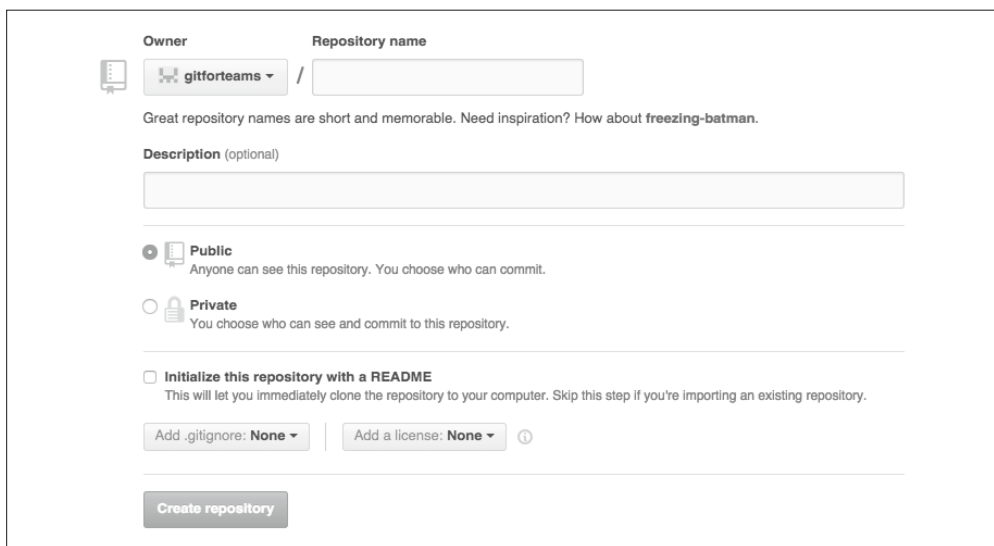 Owner Repository name
gitforteams /
Great repository names are short and memorable. Need inspiration? How about freezing-batman.
Description (optional)
Public
Anyone can see this repository. You choose who can commit.
Private
You choose who can see and commit to this repository.
Initialize this repository with a README
This will let you immediately clone the repository to your computer. Skip this step if you're importing an existing repository.
Add .gitignore: None Add a license: None
Create repository